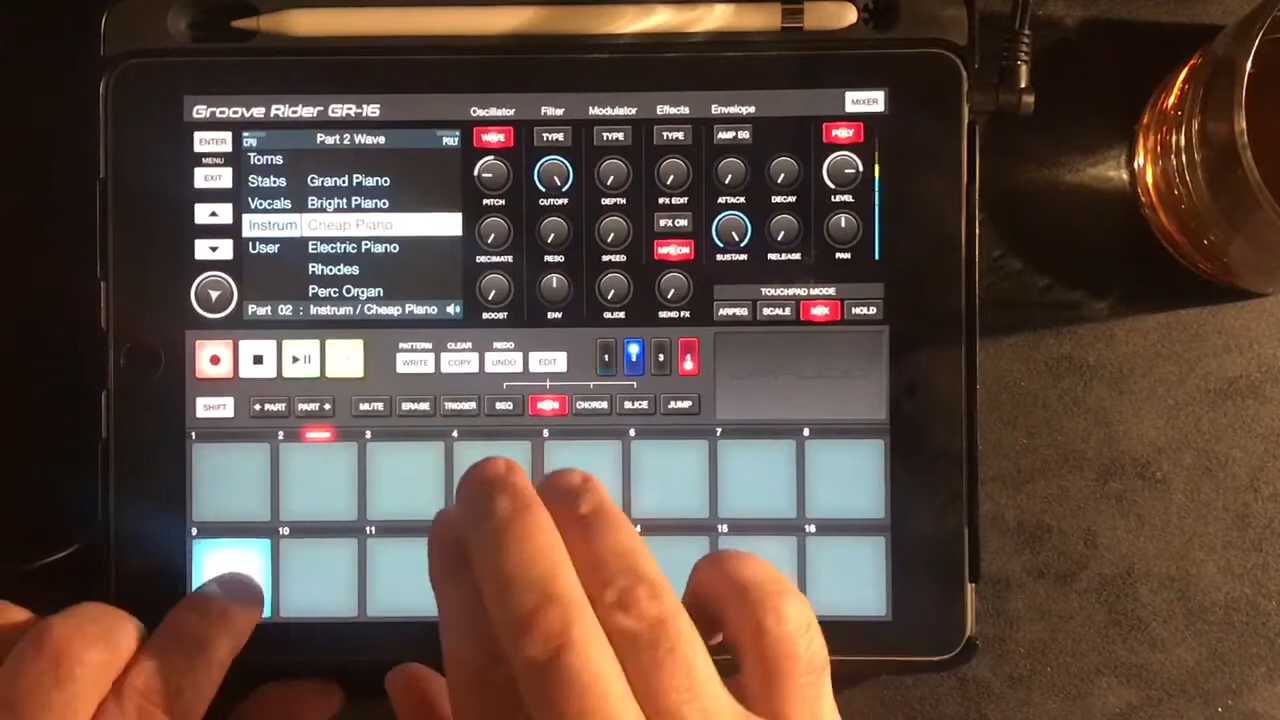 Groove Rider GR-16
Oscillator Filter Modulator Effects Envelope MIXER
ENTER CPU Part 2 Wave POLY WAVE TYPE TYPE TYPE AMP EG POLY
MENU Toms
EXIT Stabs Grand Piano
Vocals Bright Piano PITCH CUTOFF DEPTH IFX EDIT ATTACK DECAY LEVEL
Instrum Cheap Piano IFX ON
User Electric Piano MFX ON
Rhodes DECIMATE RESO SPEED SUSTAIN RELEASE PAN
Perc Organ TOUCHPAD MODE
Part 02 : Instrum / Cheap Piano ARPEG SCALE MFX HOLD
BOOST ENV GLIDE SEND FX
PATTERN CLEAR REDO
WRITE COPY UNDO EDIT 1 2 3 4
SHIFT PART PART MUTE ERASE TRIGGER SEQ KEYS CHORDS SLICE JUMP
1 2 3 4 5 6 7 8
9 10 11 14 15 16